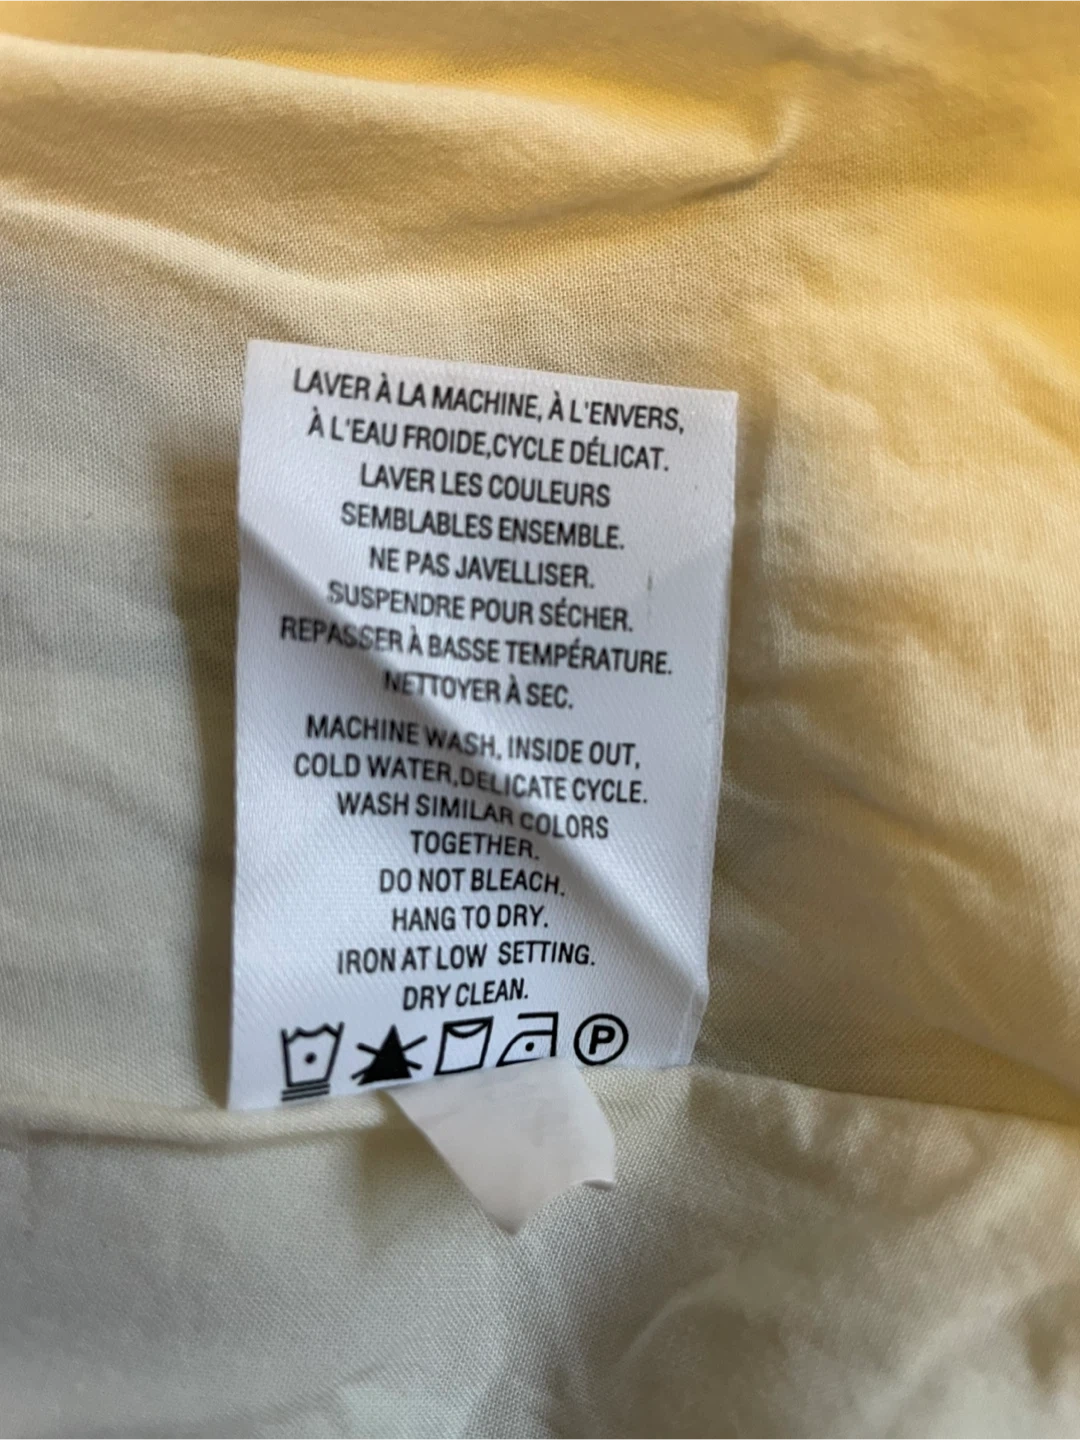 LAVER À LA MACHINE, À L'ENVERS,
À L'EAU FROIDE,CYCLE DÉLICAT.
LAVER LES COULEURS
SEMBLABLES ENSEMBLE.
NE PAS JAVELLISER.
SUSPENDRE POUR SÉCHER.
REPASSER À BASSE TEMPÉRATURE.
NETTOYER À SEC.
MACHINE WASH, INSIDE OUT,
COLD WATER,DELICATE CYCLE.
WASH SIMILAR COLORS
TOGETHER.
DO NOT BLEACH.
HANG TO DRY.
IRON AT LOW SETTING.
DRY CLEAN.
P